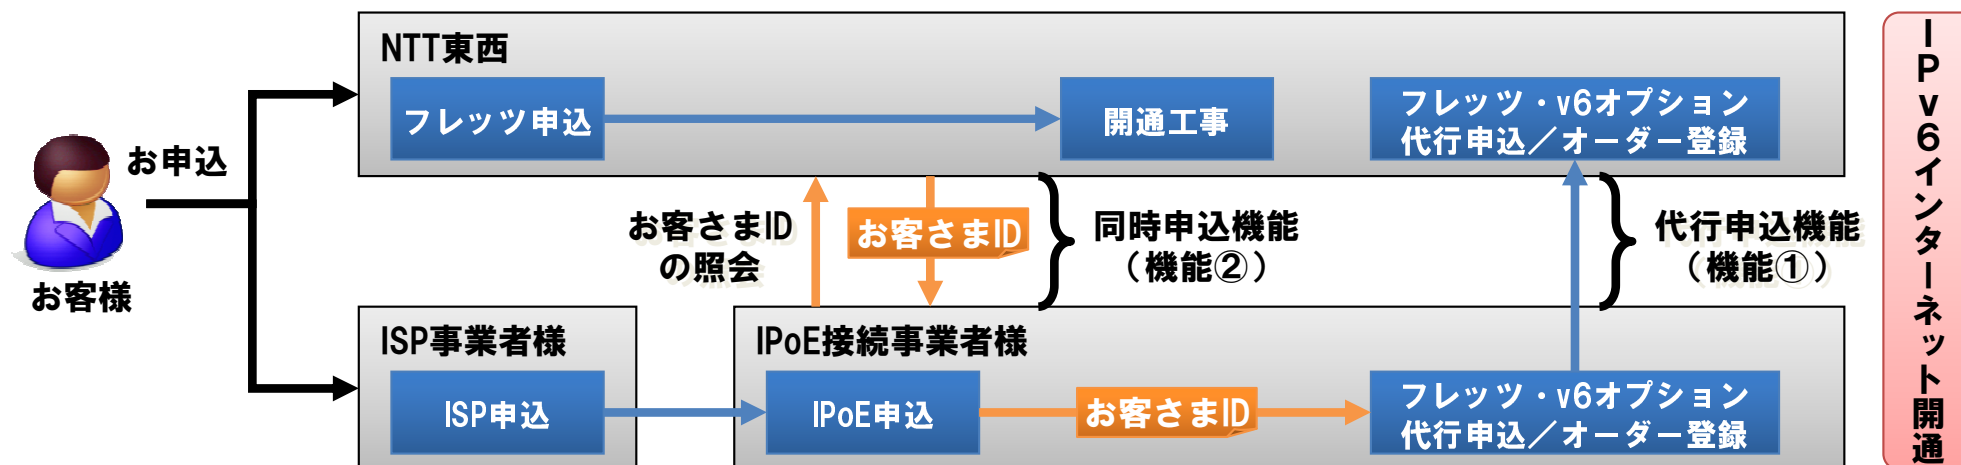 NTT東西
フレッツ申込
開通工事
フレッツ・v6オプション
代行申込／オーダー登録
お申込
お客様
お客さまID
の照会
お客さまID
同時申込機能
（機能②）
代行申込機能
（機能①）
ISP事業者様
ISP申込
IPoE接続事業者様
IPoE申込
お客さまID
フレッツ・v6オプション
代行申込／オーダー登録
IPv6インターネット開通